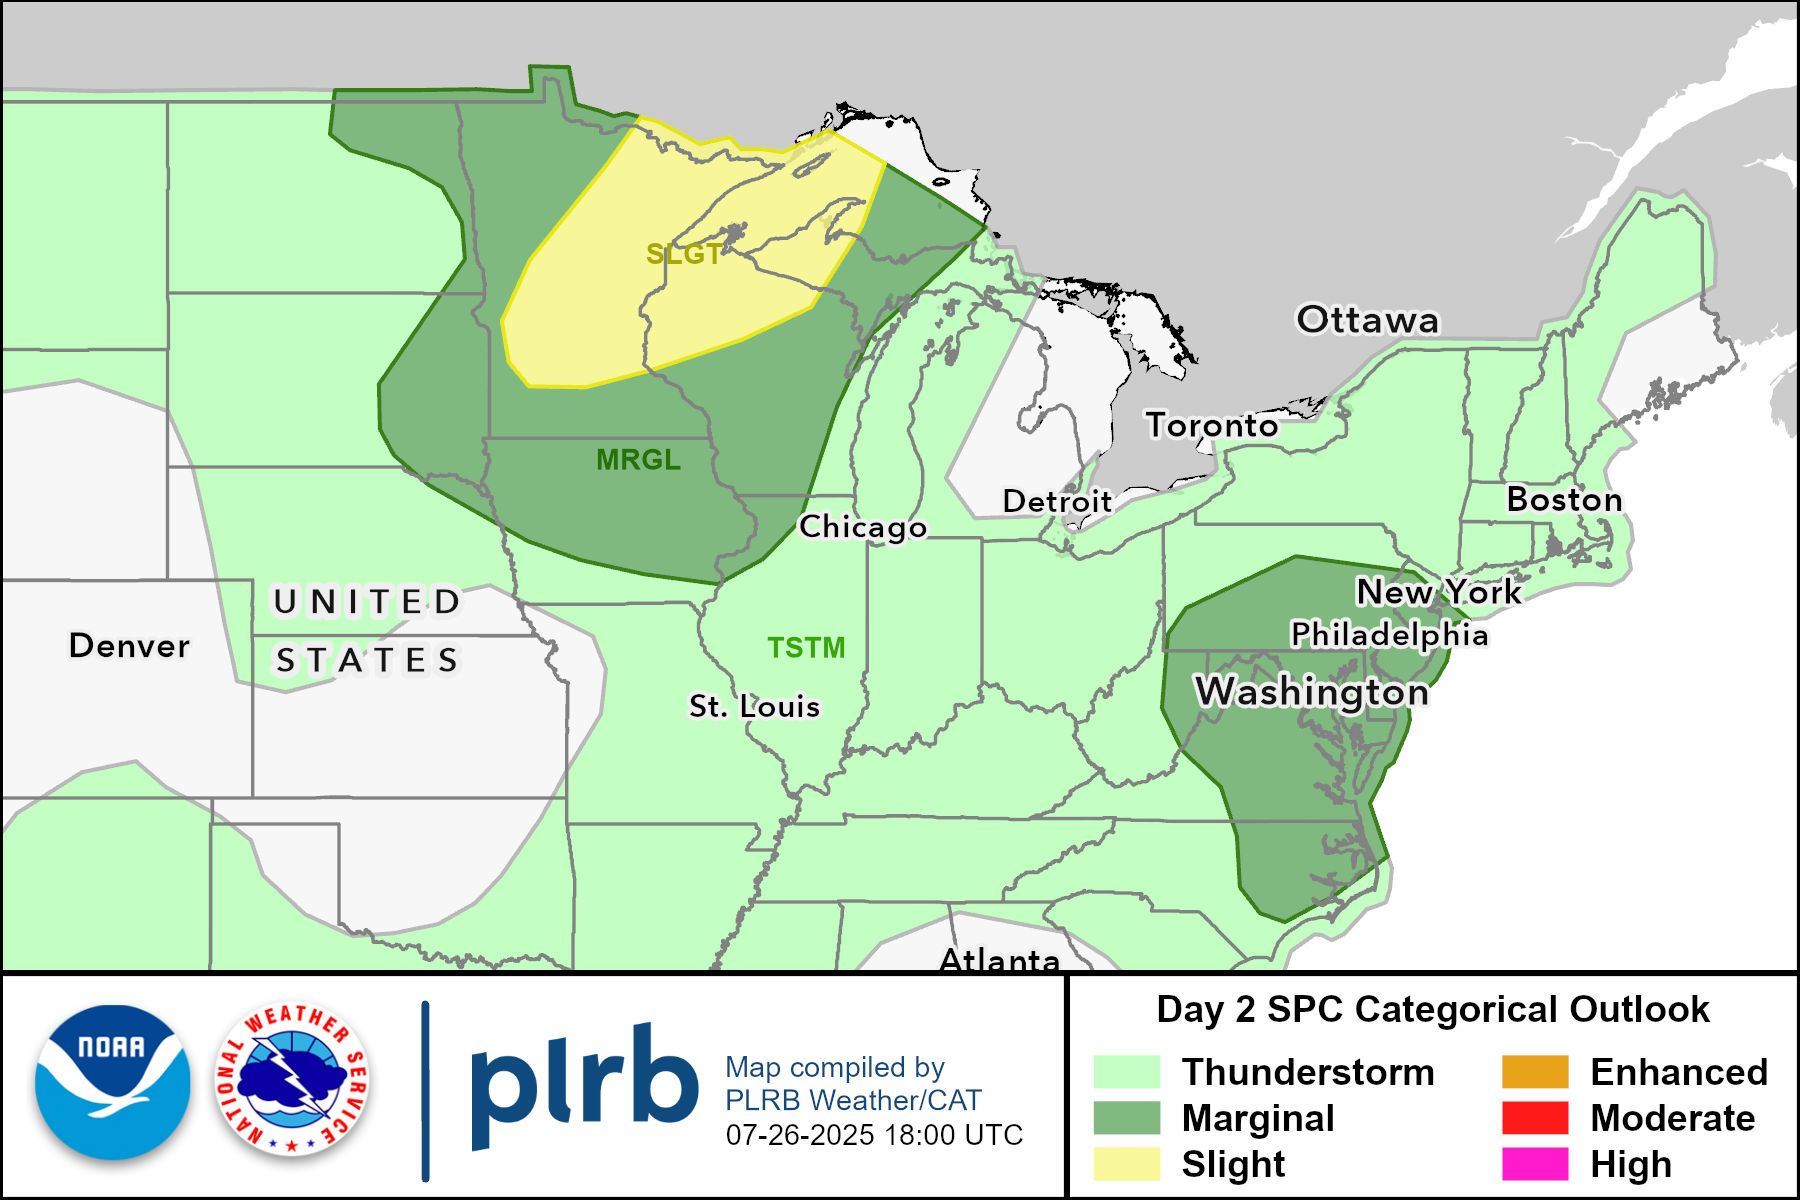 SLGT
Ottawa
Toronto
MRGL
Detroit
Boston
Chicago
UNITED
STATES
New York
Philadelphia
Denver
TSTM
Washington
St. Louis
Atlanta
NOAA
NATIONAL WEATHER SERVICE
plrb
Map compiled by
PLRB Weather/CAT
07-26-2025 18:00 UTC
Day 2 SPC Categorical Outlook
Thunderstorm
Marginal
Slight
Enhanced
Moderate
High